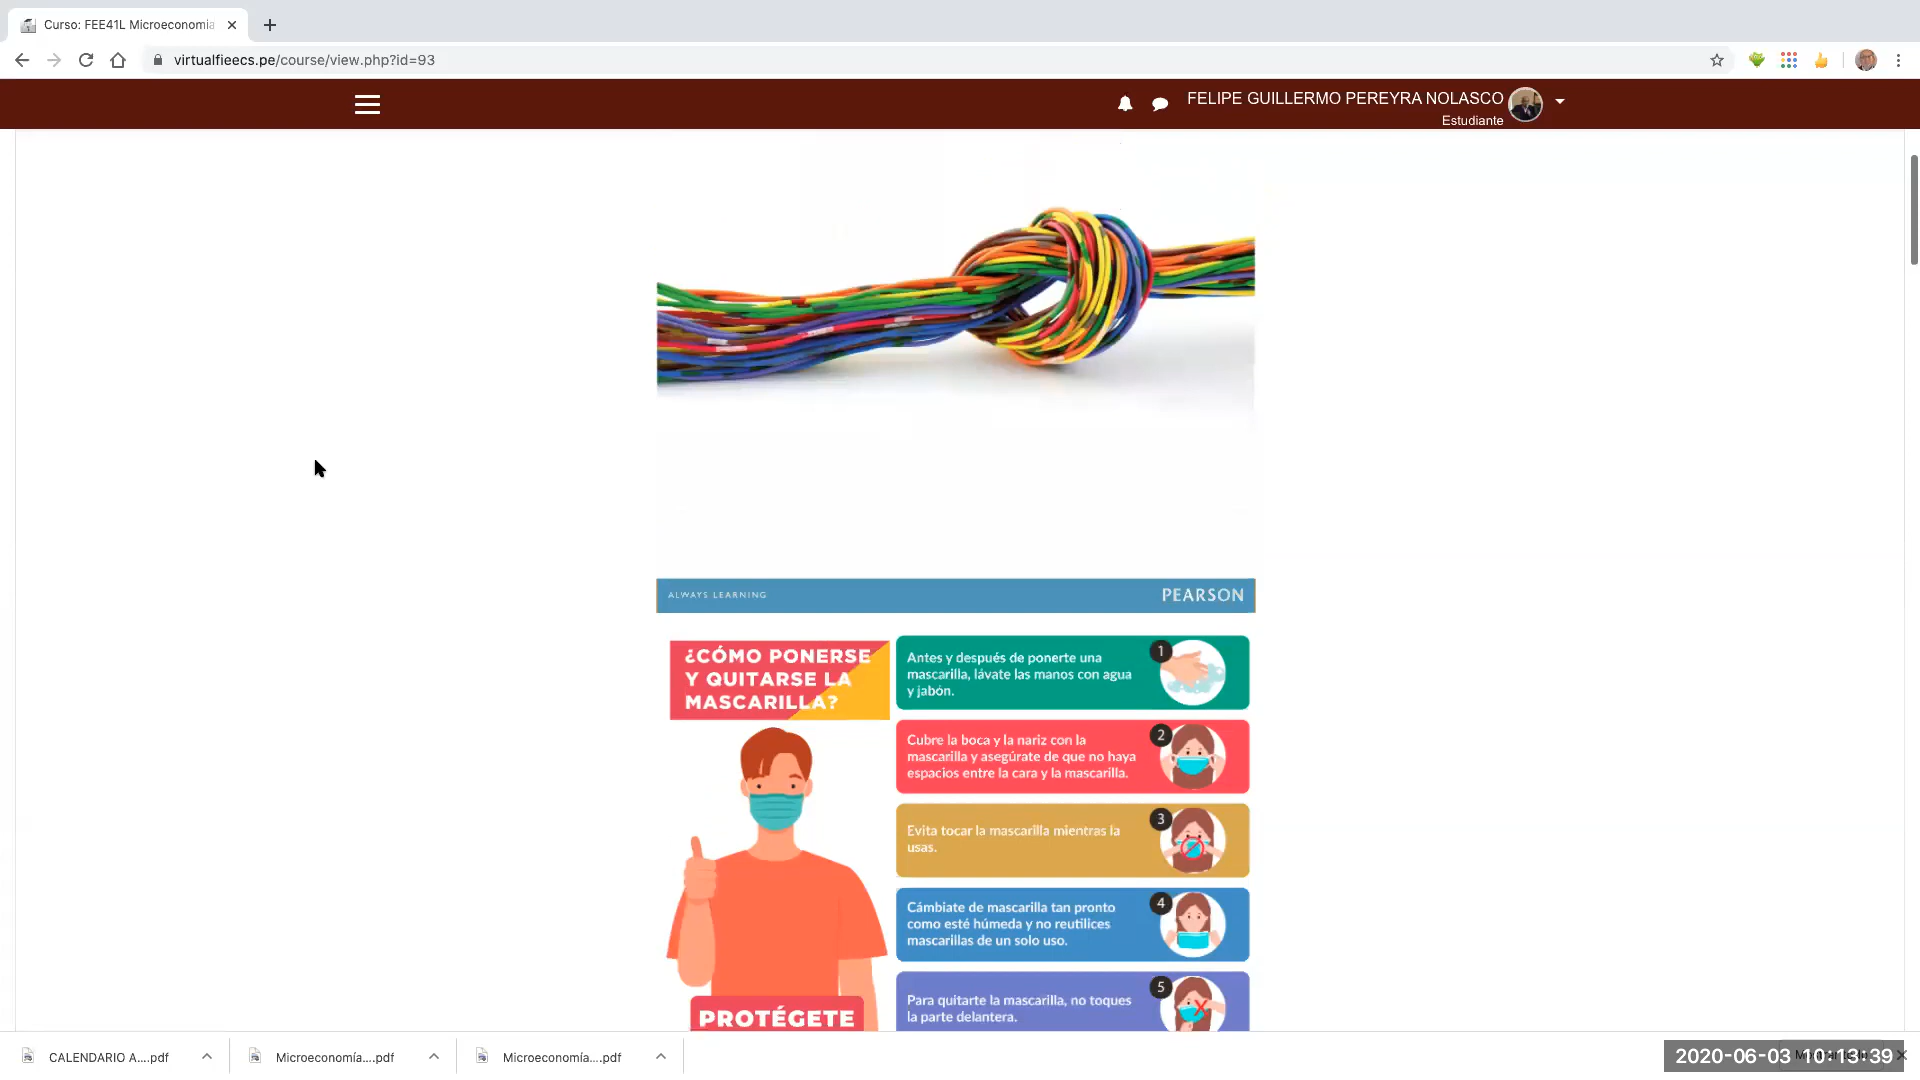 Curso: FEE41L Microeconomia
virtualfieecs.pe/course/view.php?id=93
FELIPE GUILLERMO PEREYRA NOLASCO
Estudiante
ALWAYS LEARNING
PEARSON
¿CÓMO PONERSE
Y QUITARSE LA
MASCARILLA?
1
Antes y después de ponerte una
mascarilla, lávate las manos con agua
y jabón.
2
Cubre la boca y la nariz con la
mascarilla y asegúrate de que no haya
espacios entre la cara y la mascarilla.
3
Evita tocar la mascarilla mientras la
usas.
4
Cámbiate de mascarilla tan pronto
como esté húmeda y no reutilices
mascarillas de un solo uso.
5
Para quitarte la mascarilla, no toques
la parte delantera.
PROTÉGETE
CALENDARIO A....pdf
Microeconomía....pdf
Microeconomía....pdf
2020-06-03 10:13:39